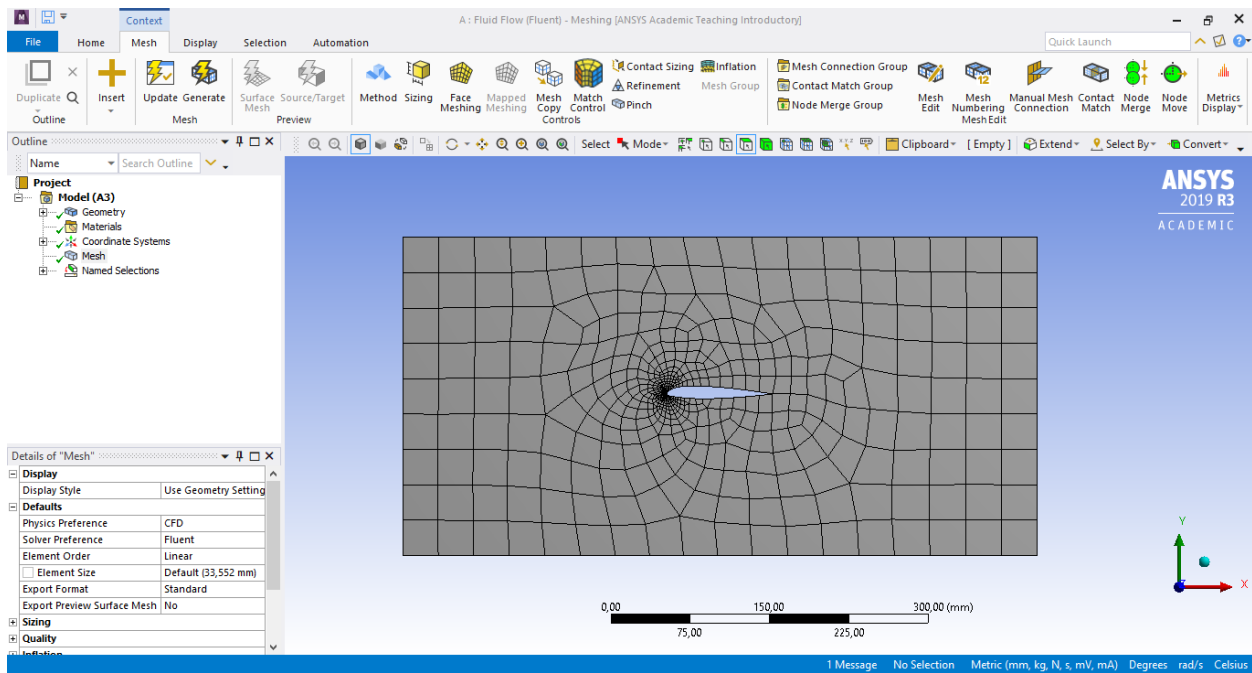 M
Context
A : Fluid Flow (Fluent) - Meshing [ANSYS Academic Teaching Introductory]
File Home Mesh Display Selection Automation
Quick Launch
Duplicate
Outline
Insert
Update Generate
Mesh
Surface Mesh
Source/Target
Preview
Method Sizing
Face Meshing
Mapped Meshing
Mesh Copy
Match Control
Contact Sizing Inflation
Refinement Mesh Group
Pinch
Controls
Mesh Connection Group
Contact Match Group
Node Merge Group
Mesh Edit
Mesh Numbering
12
Manual Mesh Connection
Contact Match
Node Merge
Node Move
Mesh Edit
Metrics Display
Outline
Select Mode Clipboard [ Empty ] Extend Select By Convert
Name Search Outline
Project
Model (A3)
Geometry
Materials
Coordinate Systems
Mesh
Named Selections
ANSYS
2019 R3
ACADEMIC
Details of "Mesh"
Display
Display Style Use Geometry Setting
Defaults
Physics Preference CFD
Solver Preference Fluent
Element Order Linear
Element Size Default (33,552 mm)
Export Format Standard
Export Preview Surface Mesh No
Sizing
Quality
Inflation
Y
X
0,00 150,00 300,00 (mm)
75,00 225,00
1 Message No Selection Metric (mm, kg, N, s, mV, mA) Degrees rad/s Celsius